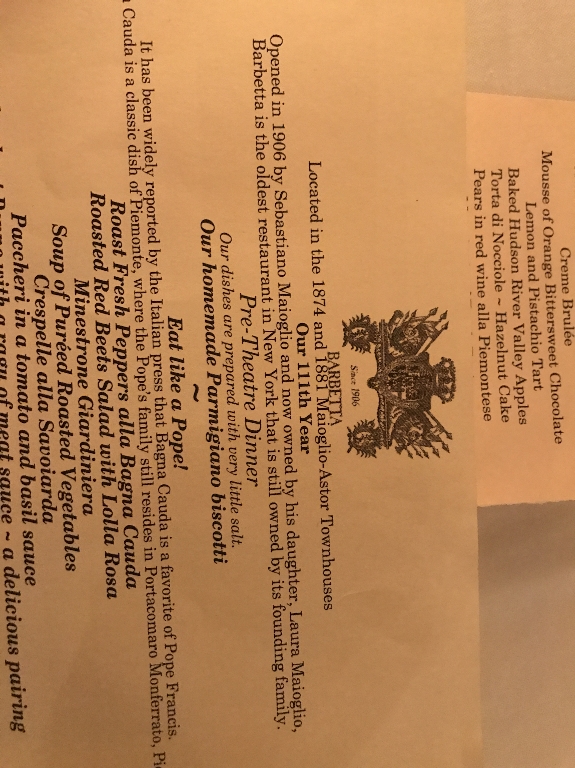 Creme Brulée
Mousse of Orange Bittersweet Chocolate
Lemon and Pistachio Tart
Baked Hudson River Valley Apples
Torta di Nocciole ~ Hazelnut Cake
Pears in red wine alla Piemontese
BARBETTA
Since 1906
Located in the 1874 and 1881 Maioglio-Astor Townhouses
Our 111th Year
Opened in 1906 by Sebastiano Maioglio and now owned by his daughter, Laura Maioglio,
Barbetta is the oldest restaurant in New York that is still owned by its founding family.
Pre-Theatre Dinner
Our dishes are prepared with very little salt.
Our homemade Parmigiano biscotti
~
Eat like a Pope!
It has been widely reported by the Italian press that Bagna Cauda is a favorite of Pope Francis.
Cauda is a classic dish of Piemonte, where the Pope's family still resides in Portacomaro Monferrato,
Roast Fresh Peppers alla Bagna Cauda
Roasted Red Beets Salad with Lolla Rosa
Minestrone Giardiniera
Soup of Puréed Roasted Vegetables
Crespelle alla Savoiarda
Paccheri in a tomato and basil sauce
with a ragu of meat sauce ~ a delicious pairing